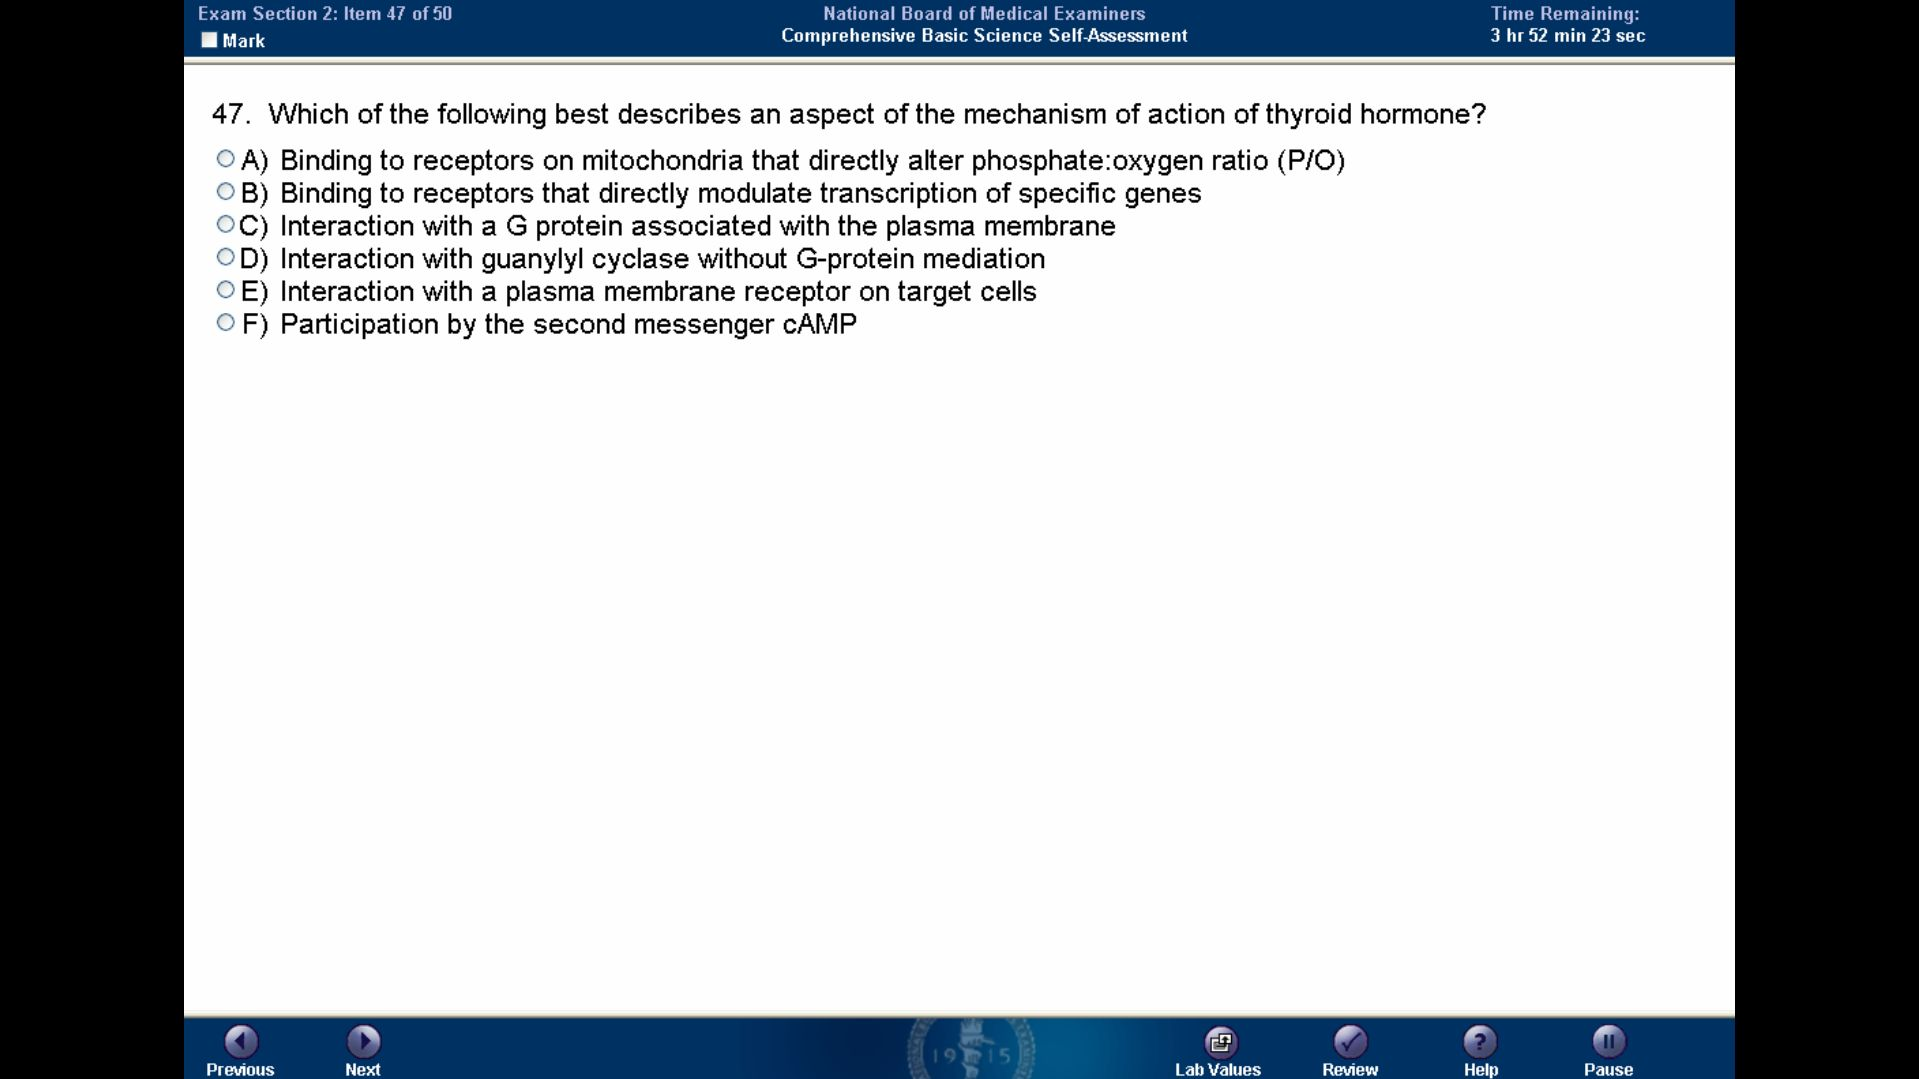 Exam Section 2: Item 47 of 50
National Board of Medical Examiners
Time Remaining:
Mark
Comprehensive Basic Science Self-Assessment
3 hr 52 min 23 sec
47. Which of the following best describes an aspect of the mechanism of action of thyroid hormone?
A) Binding to receptors on mitochondria that directly alter phosphate:oxygen ratio (P/O)
B) Binding to receptors that directly modulate transcription of specific genes
C) Interaction with a G protein associated with the plasma membrane
D) Interaction with guanylyl cyclase without G-protein mediation
E) Interaction with a plasma membrane receptor on target cells
F) Participation by the second messenger cAMP
1915
Previous
Next
Lab Values
Review
Help
Pause